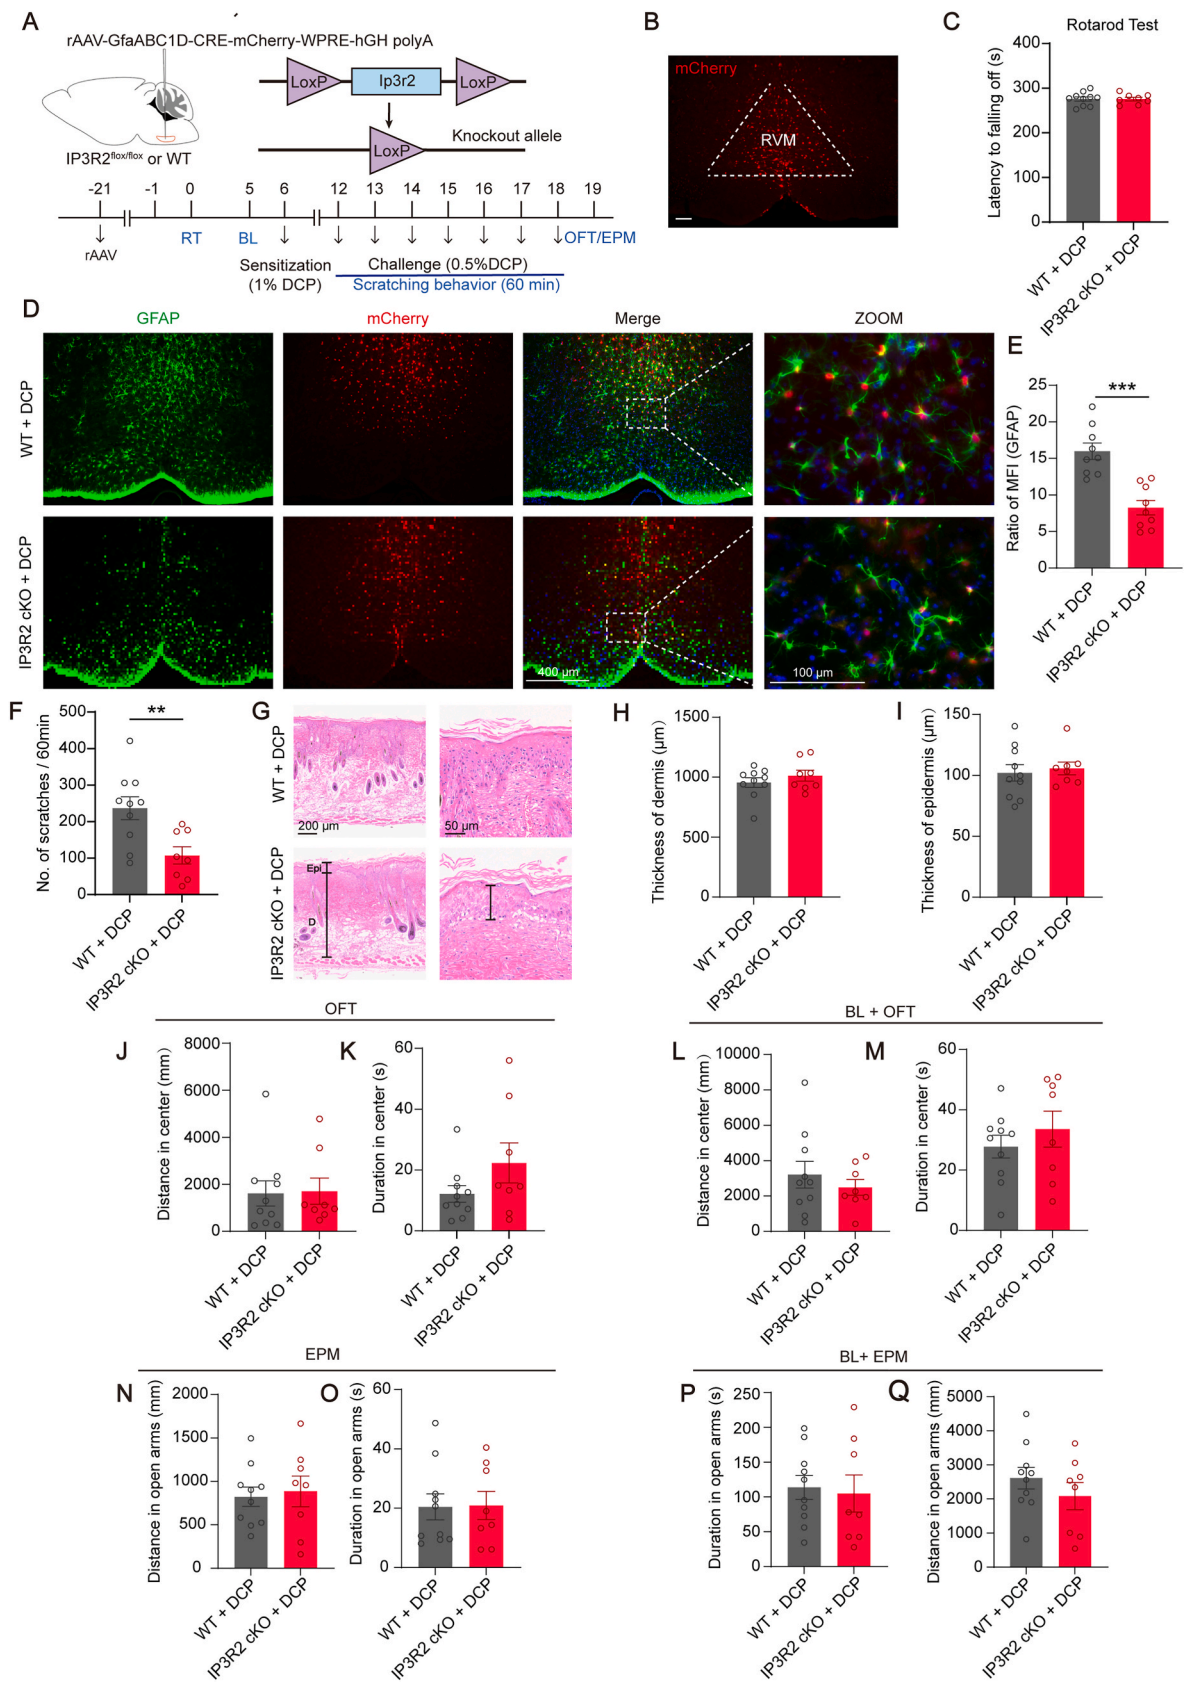 A
rAAV-GfaABC1D-CRE-mCherry-WPRE-hGH polyA
LoxP
Ip3r2
LoxP
LoxP
Knockout allele
IP3R2flox/flox or WT
-21
-1
0
5
6
12
13
14
15
16
17
18
19
rAAV
RT
BL
OFT/EPM
Sensitization
(1% DCP)
Challenge (0.5%DCP)
Scratching behavior (60 min)
B
mCherry
RVM
C
Rotarod Test
Latency to falling off (s)
400
300
200
100
0
WT + DCP
IP3R2 cKO + DCP
D
GFAP
mCherry
Merge
ZOOM
WT + DCP
IP3R2 cKO + DCP
400 µm
100 µm
E
Ratio of MFI (GFAP)
25
20
15
10
5
0
***
WT + DCP
IP3R2 cKO + DCP
F
No. of scratches / 60min
500
400
300
200
100
0
**
WT + DCP
IP3R2 cKO + DCP
G
WT + DCP
IP3R2 cKO + DCP
200 µm
50 µm
Epi
D
H
Thickness of dermis (µm)
1500
1000
500
0
WT + DCP
IP3R2 cKO + DCP
I
Thickness of epidermis (µm)
150
100
50
0
WT + DCP
IP3R2 cKO + DCP
OFT
J
Distance in center (mm)
8000
6000
4000
2000
0
WT + DCP
IP3R2 cKO + DCP
K
Duration in center (s)
60
40
20
0
WT + DCP
IP3R2 cKO + DCP
BL + OFT
L
Distance in center (mm)
10000
8000
6000
4000
2000
0
WT + DCP
IP3R2 cKO + DCP
M
Duration in center (s)
60
40
20
0
WT + DCP
IP3R2 cKO + DCP
EPM
N
Distance in open arms (mm)
2000
1500
1000
500
0
WT + DCP
IP3R2 cKO + DCP
O
Duration in open arms (s)
60
40
20
0
WT + DCP
IP3R2 cKO + DCP
BL+ EPM
P
Duration in open arms (s)
250
200
150
100
50
0
WT + DCP
IP3R2 cKO + DCP
Q
Distance in open arms (mm)
5000
4000
3000
2000
1000
0
WT + DCP
IP3R2 cKO + DCP